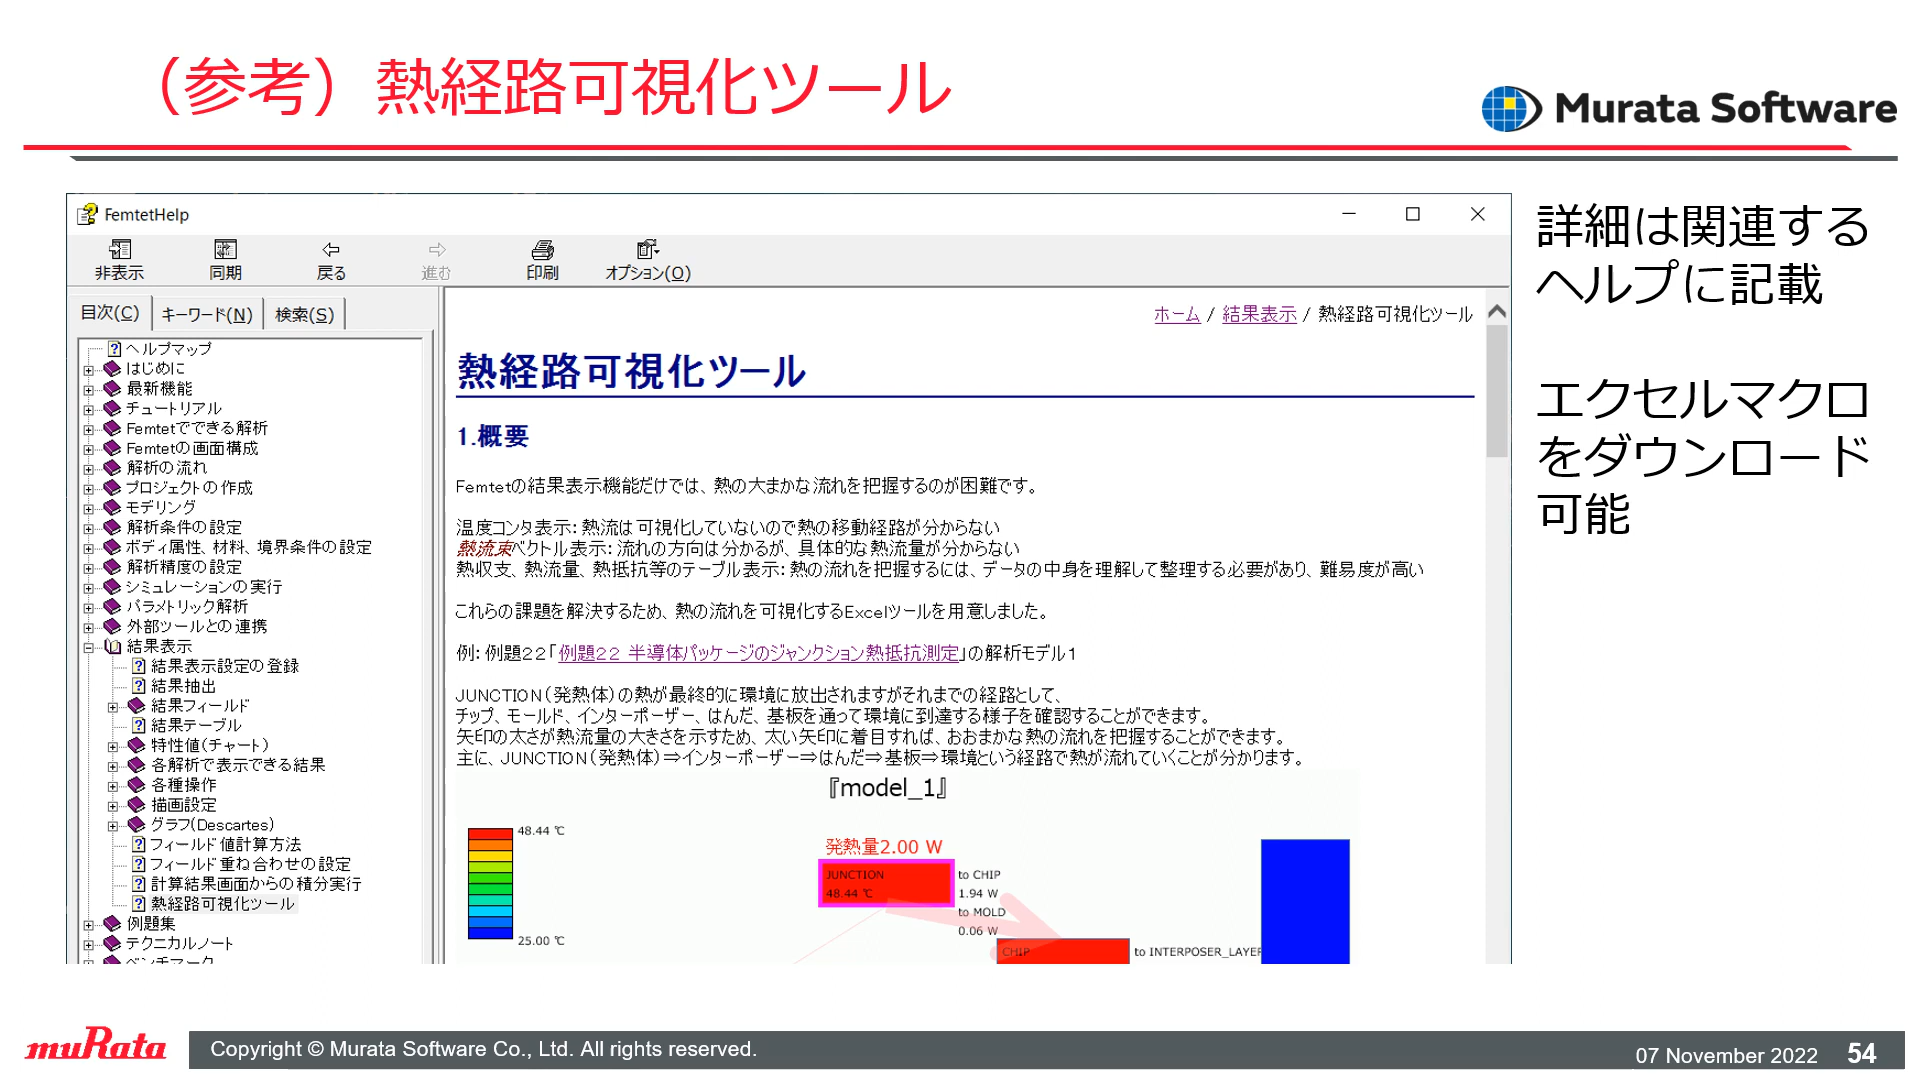 （参考）熱経路可視化ツール
Murata Software
FemtetHelp
非表示 同期 戻る 進む 印刷 オプション(O)
目次(C) キーワード(N) 検索(S)
ヘルプマップ
はじめに
最新機能
チュートリアル
Femtetでできる解析
Femtetの画面構成
解析の流れ
プロジェクトの作成
モデリング
解析条件の設定
ボディ属性、材料、境界条件の設定
解析精度の設定
シミュレーションの実行
パラメトリック解析
外部ツールとの連携
結果表示
結果表示設定の登録
結果抽出
結果フィールド
結果テーブル
特性値(チャート)
各解析で表示できる結果
各種操作
描画設定
グラフ(Descartes)
フィールド値計算方法
フィールド重ね合わせの設定
計算結果画面からの積分実行
熱経路可視化ツール
例題集
テクニカルノート
ベンチマーク
ホーム / 結果表示 / 熱経路可視化ツール
熱経路可視化ツール
1.概要
Femtetの結果表示機能だけでは、熱の大まかな流れを把握するのが困難です。
温度コンタ表示：熱流は可視化していないので熱の移動経路が分からない
熱流束ベクトル表示：流れの方向は分かるが、具体的な熱流量が分からない
熱収支、熱流量、熱抵抗等のテーブル表示：熱の流れを把握するには、データの中身を理解して整理する必要があり、難易度が高い
これらの課題を解決するため、熱の流れを可視化するExcelツールを用意しました。
例：例題22「例題22 半導体パッケージのジャンクション熱抵抗測定」の解析モデル1
JUNCTION（発熱体）の熱が最終的に環境に放出されますがそれまでの経路として、
チップ、モールド、インターポーザー、はんだ、基板を通って環境に到達する様子を確認することができます。
矢印の太さが熱流量の大きさを示すため、太い矢印に着目すれば、おおまかな熱の流れを把握することができます。
主に、JUNCTION（発熱体）⇒インターポーザー⇒はんだ⇒基板⇒環境という経路で熱が流れていくことが分かります。
『model_1』
48.44 ℃
25.00 ℃
発熱量2.00 W
JUNCTION
48.44 ℃
to CHIP
1.94 W
to MOLD
0.06 W
CHIP
to INTERPOSER_LAYER
詳細は関連する
ヘルプに記載
エクセルマクロ
をダウンロード
可能
muRata
Copyright © Murata Software Co., Ltd. All rights reserved.
07 November 2022
54